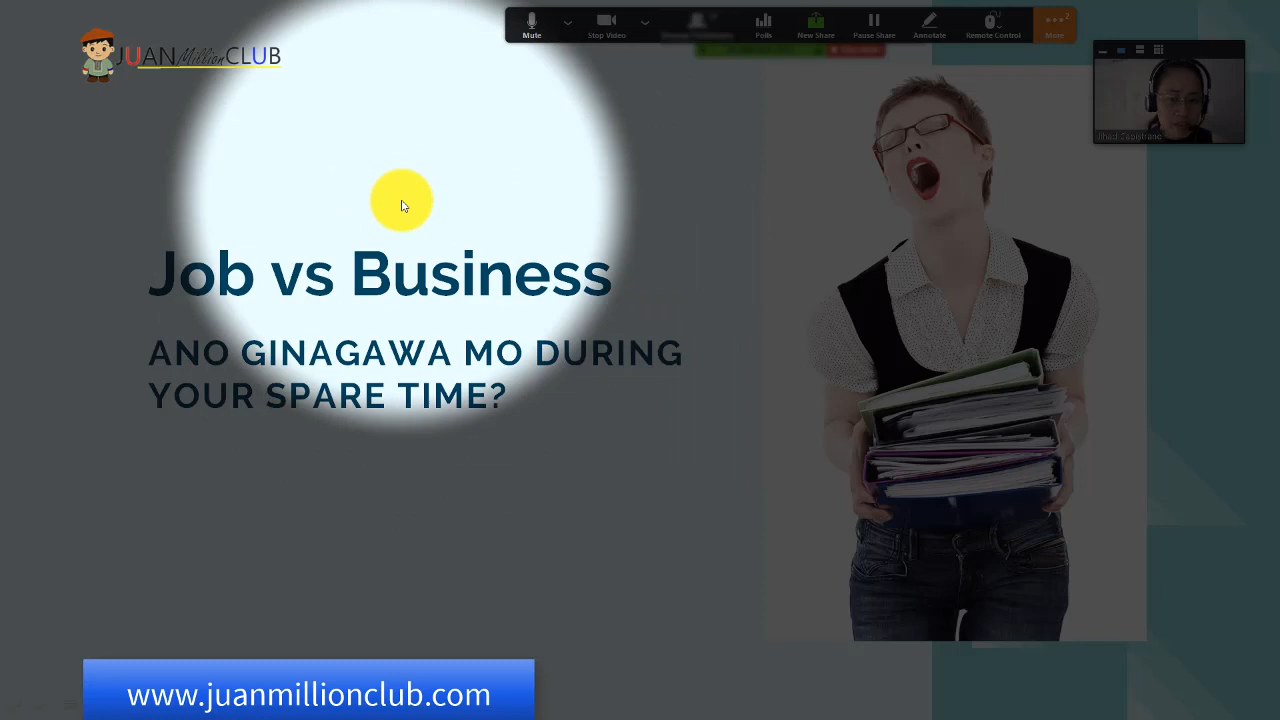 JUANMillionCLUB
Mute
Stop Video
Polls
New Share
Pause Share
Annotate
Remote Control
2
More
Job vs Business
ANO GINAGAWA MO DURING
YOUR SPARE TIME?
www.juanmillionclub.com